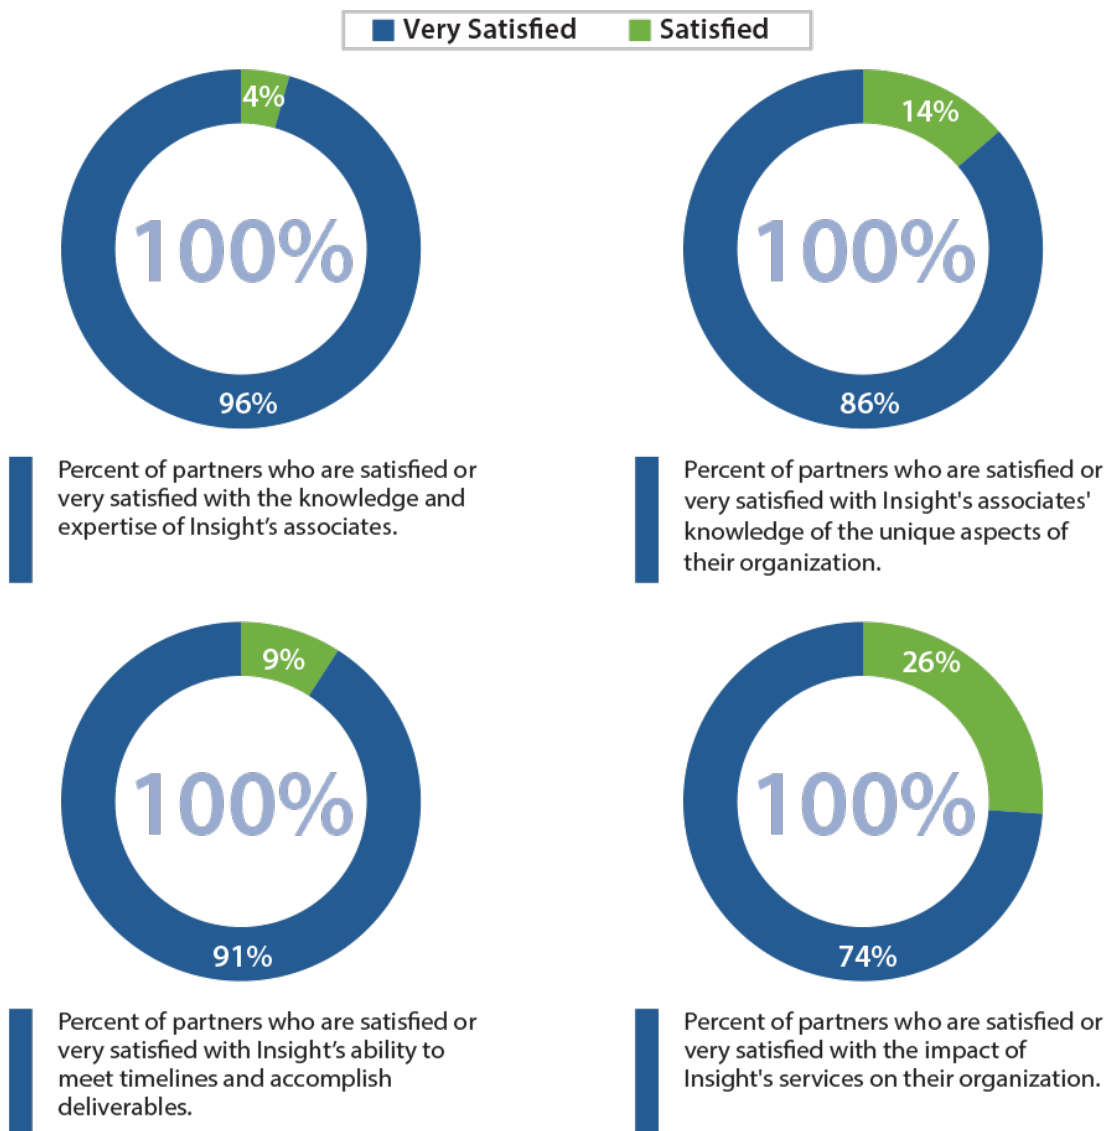 Very Satisfied Satisfied
4%
100%
96%
Percent of partners who are satisfied or
very satisfied with the knowledge and
expertise of Insight’s associates.
14%
100%
86%
Percent of partners who are satisfied or
very satisfied with Insight's associates'
knowledge of the unique aspects of
their organization.
9%
100%
91%
Percent of partners who are satisfied or
very satisfied with Insight’s ability to
meet timelines and accomplish
deliverables.
26%
100%
74%
Percent of partners who are satisfied or
very satisfied with the impact of
Insight's services on their organization.